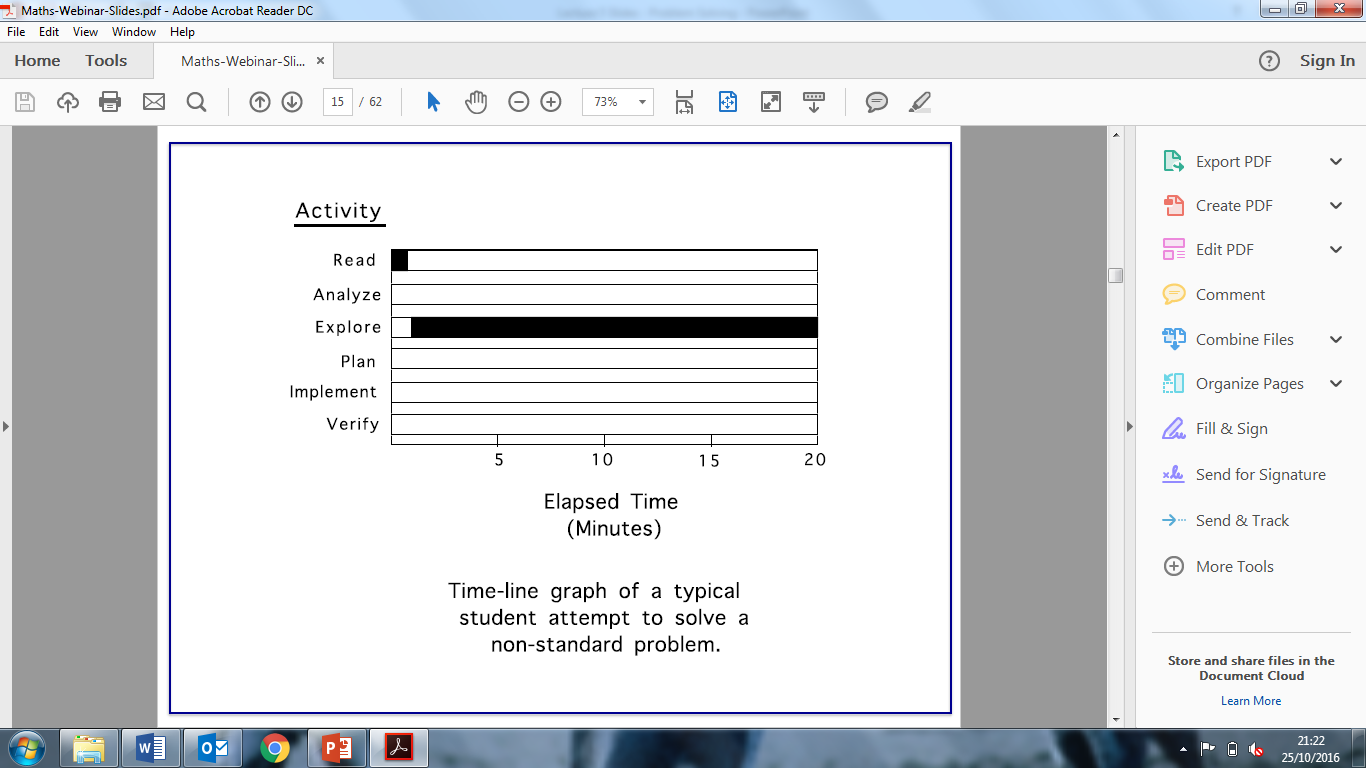 Maths-Webinar-Slides.pdf - Adobe Acrobat Reader DC
File Edit View Window Help
Home Tools Maths-Webinar-Sli... × Sign In
15 / 62 73%
Activity
Read
Analyze
Explore
Plan
Implement
Verify
5 10 15 20
Elapsed Time
(Minutes)
Time-line graph of a typical
student attempt to solve a
non-standard problem.
Export PDF
Create PDF
Edit PDF
Comment
Combine Files
Organize Pages
Fill & Sign
Send for Signature
Send & Track
More Tools
Store and share files in the
Document Cloud
Learn More
21:22
25/10/2016